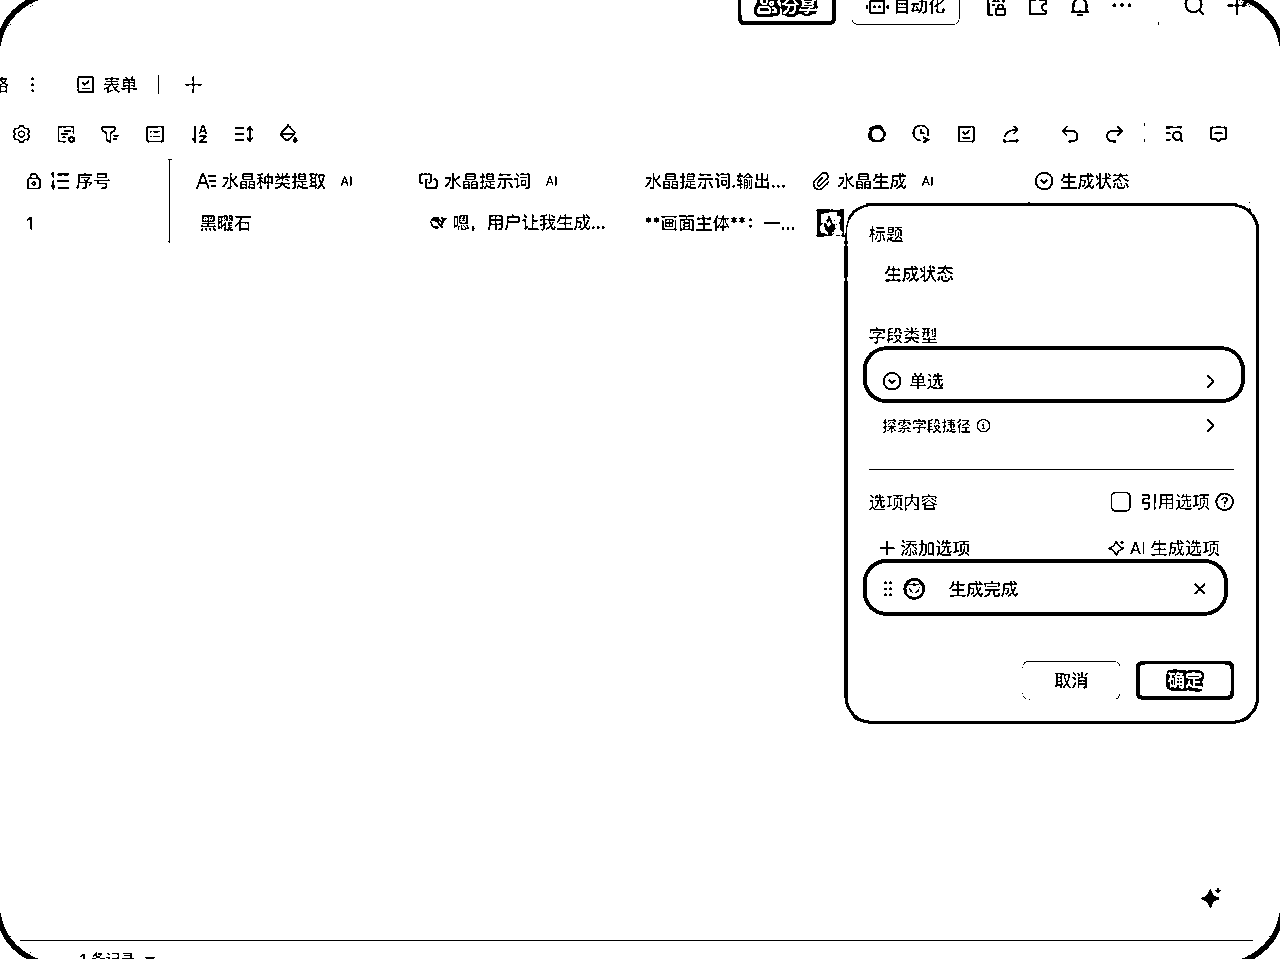 分享 自动化
格 表单
序号 水晶种类提取 AI 水晶提示词 AI 水晶提示词.输出... 水晶生成 AI 生成状态
1 黑曜石 嗯，用户让我生成... **画面主体**：一...
标题
生成状态
字段类型
单选
探索字段捷径
选项内容 引用选项
添加选项 AI 生成选项
生成完成
取消 确定
1 条记录